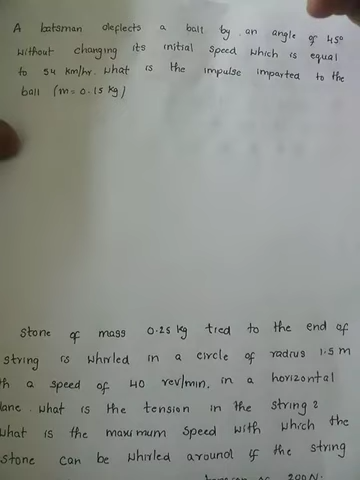 A batsman deflects a ball by an angle of 45°
without changing its initial speed which is equal
to 54 km/hr. what is the impulse imparted to the
ball (m = 0.15 kg)
stone of mass 0.25 kg tied to the end of
string is whirled in a circle of radius 1.5 m
th a speed of 40 rev/min. in a horizontal
lane. what is the tension in the string ?
what is the maximum speed with which the
stone can be whirled around if the string
200N.